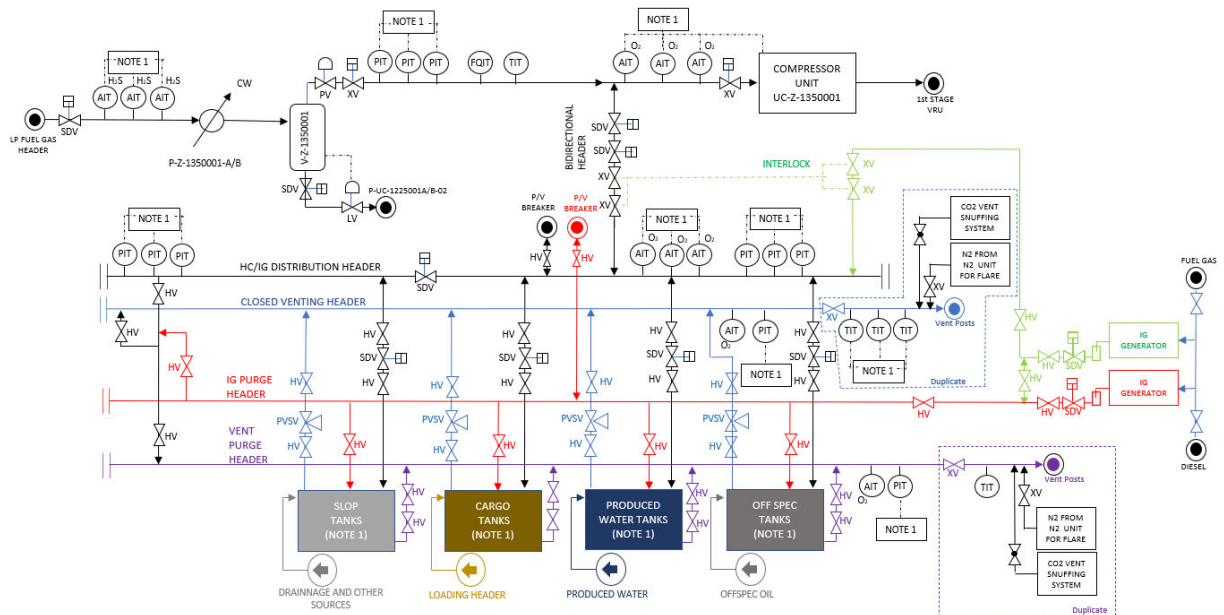 NOTE 1
H₂S
H₂S
H₂S
AIT
AIT
AIT
SDV
LP FUEL GAS
HEADER
CW
P-Z-1350001-A/B
V-Z-1350001
PV
XV
NOTE 1
PIT
PIT
PIT
FQIT
TIT
SDV
LV
P-UC-1225001A/B-02
NOTE 1
O₂
O₂
O₂
AIT
AIT
AIT
XV
COMPRESSOR
UNIT
UC-Z-1350001
1st STAGE
VRU
BIDIRECTIONAL
HEADER
SDV
SDV
XV
XV
INTERLOCK
XV
XV
P/V
BREAKER
P/V
BREAKER
HV
HV
NOTE 1
PIT
PIT
PIT
HC/IG DISTRIBUTION HEADER
SDV
NOTE 1
O₂
O₂
O₂
AIT
AIT
AIT
NOTE 1
PIT
PIT
PIT
CO2 VENT
SNUFFING
SYSTEM
N2 FROM
N2 UNIT
FOR FLARE
XV
FUEL GAS
HV
CLOSED VENTING HEADER
HV
HV
HV
HV
HV
HV
SDV
SDV
SDV
SDV
HV
HV
HV
HV
AIT
O₂
PIT
NOTE 1
XV
TIT
TIT
TIT
NOTE 1
Vent Posts
Duplicate
HV
HV
HV
SDV
IG
GENERATOR
IG PURGE
HEADER
HV
HV
SDV
IG
GENERATOR
DIESEL
VENT
PURGE
HEADER
HV
PVSV
HV
HV
PVSV
HV
HV
PVSV
HV
HV
PVSV
HV
HV
SLOP
TANKS
(NOTE 1)
HV
HV
CARGO
TANKS
(NOTE 1)
HV
HV
PRODUCED
WATER TANKS
(NOTE 1)
HV
HV
OFF SPEC
TANKS
(NOTE 1)
HV
HV
AIT
O₂
PIT
NOTE 1
XV
TIT
Vent Posts
XV
N2 FROM
N2 UNIT
FOR FLARE
CO2 VENT
SNUFFING
SYSTEM
Duplicate
DRAINNAGE AND OTHER
SOURCES
LOADING HEADER
PRODUCED WATER
OFFSPEC OIL